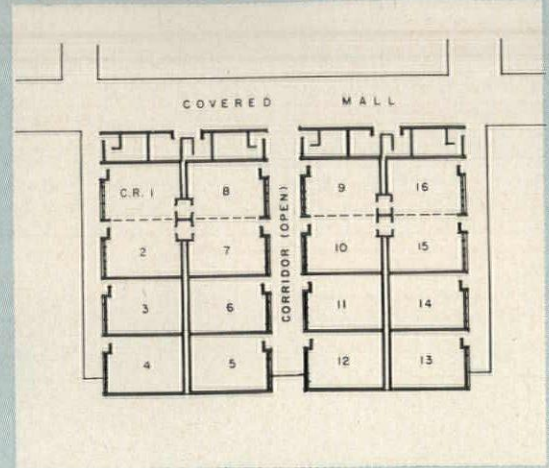 COVERED MALL
C.R. 1 8 9 16
2 7 10 15
3 6 11 14
4 5 12 13
CORRIDOR (OPEN)